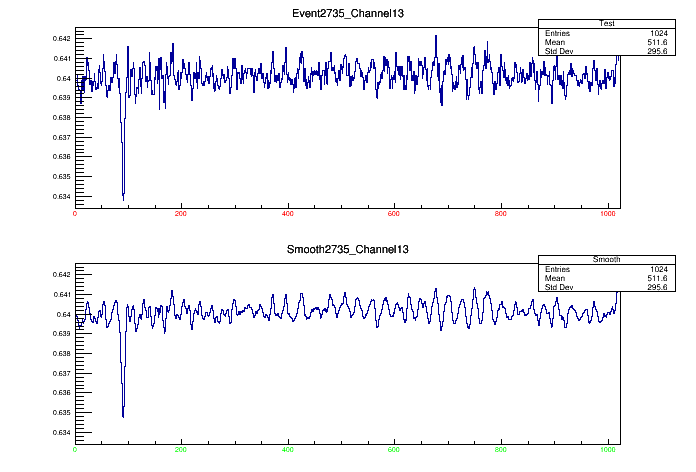 Event2735_Channel13
Test
Entries 1024
Mean 511.6
Std Dev 295.6
0.642
0.641
0.64
0.639
0.638
0.637
0.636
0.635
0.634
0 200 400 600 800 1000
Smooth2735_Channel13
Smooth
Entries 1024
Mean 511.6
Std Dev 295.6
0.642
0.641
0.64
0.639
0.638
0.637
0.636
0.635
0.634
0 200 400 600 800 1000